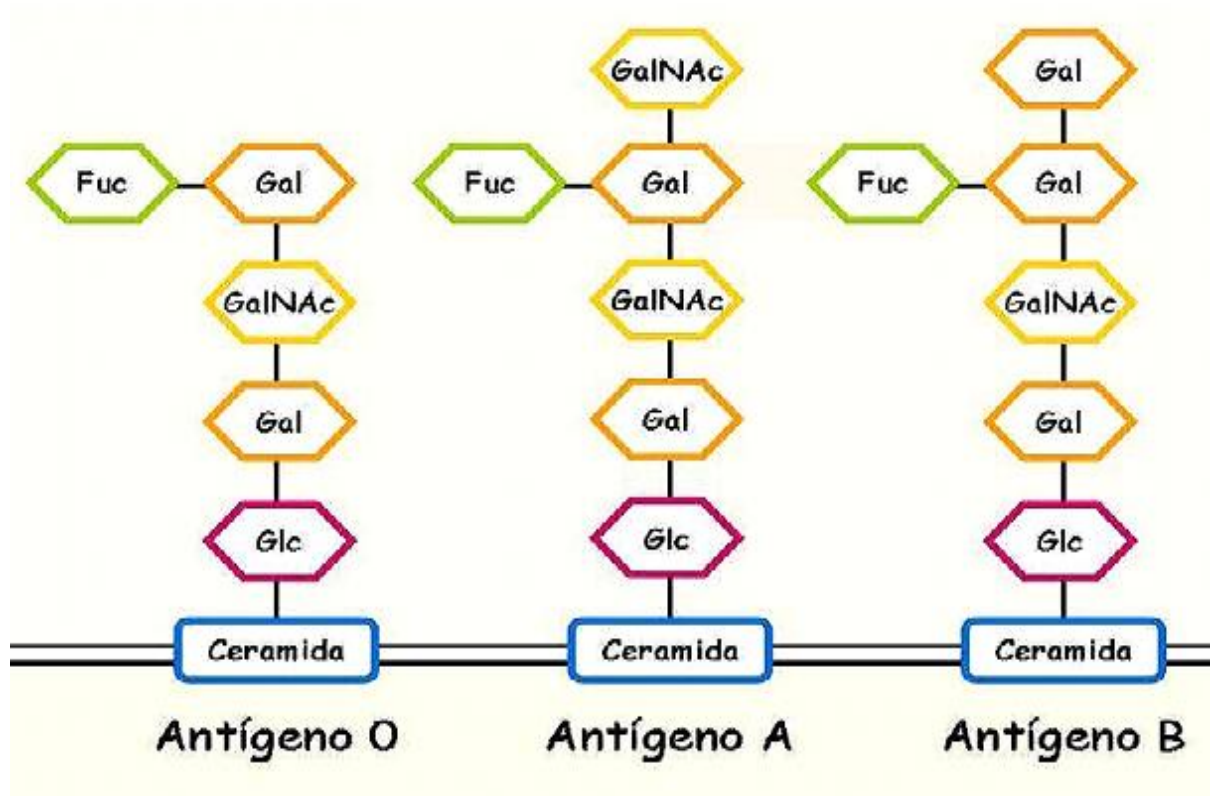 GalNAc Gal
Fuc Gal Fuc Gal Fuc Gal
GalNAc GalNAc GalNAc
Gal Gal Gal
Glc Glc Glc
Ceramida Ceramida Ceramida
Antígeno O Antígeno A Antígeno B